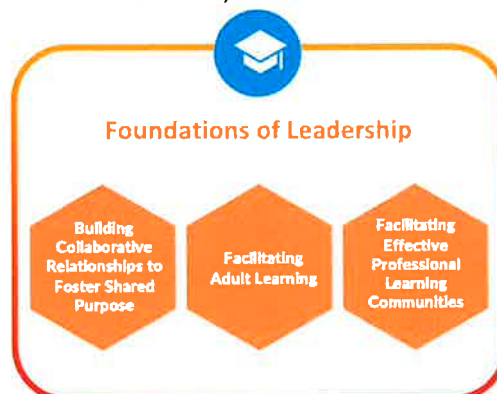 Foundations of Leadership
Building
Collaborative
Relationships to
Foster Shared
Purpose
Facilitating
Adult Learning
Facilitating
Effective
Professional
Learning
Communities